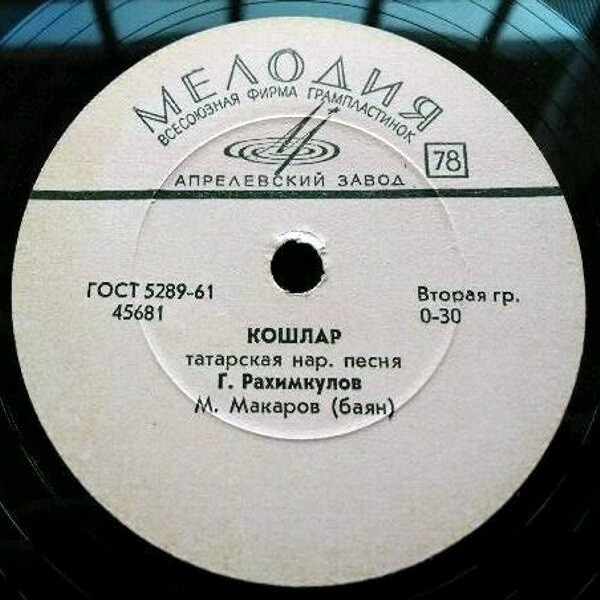 МЕЛОДИЯ
ВСЕСОЮЗНАЯ ФИРМА ГРАМПЛАСТИНОК
78
АПРЕЛЕВСКИЙ ЗАВОД
ГОСТ 5289-61
45681
Вторая гр.
0-30
КОШЛАР
татарская нар. песня
Г. Рахимкулов
М. Макаров (баян)